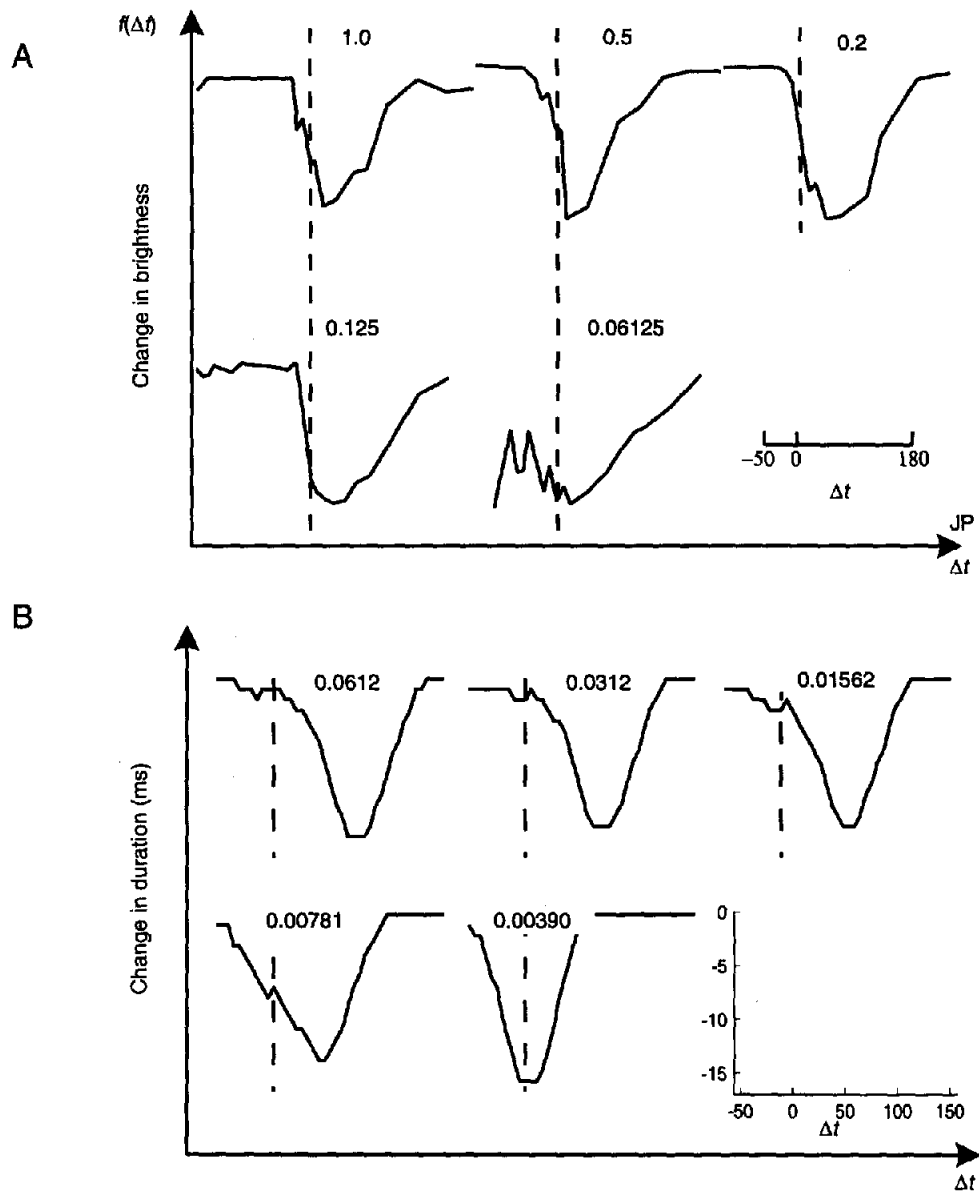 A
f(Δt)
1.0
0.5
0.2
Change in brightness
0.125
0.06125
−50 0 180
Δt
JP
Δt
B
0.0612
0.0312
0.01562
Change in duration (ms)
0.00781
0.00390
0
-5
-10
-15
-50 0 50 100 150
Δt
Δt